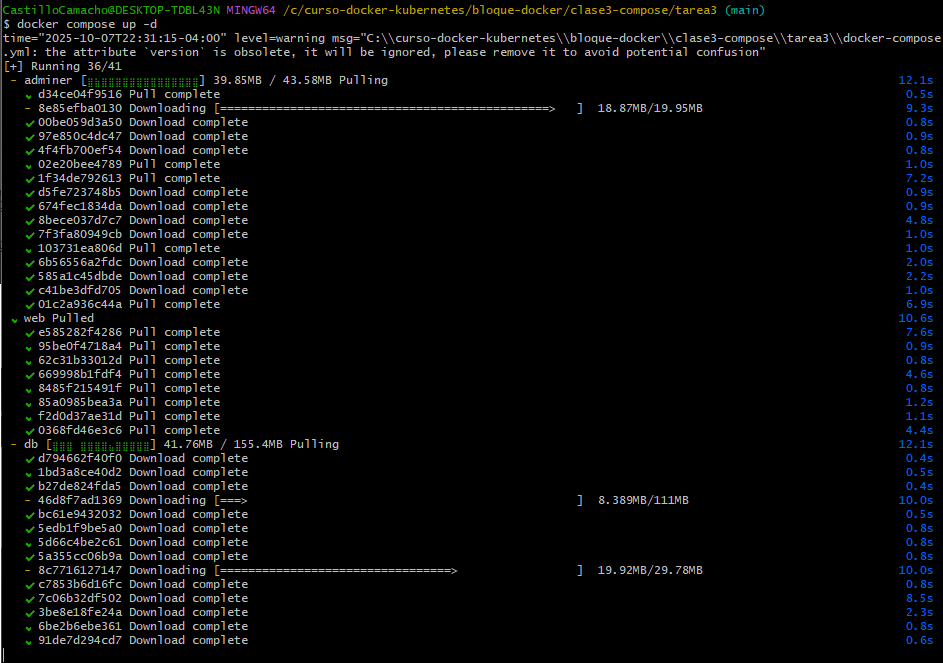 CastilloCamacho@DESKTOP-TDBL43N MINGW64 /c/curso-docker-kubernetes/bloque-docker/clase3-compose/tarea3 (main)
$ docker compose up -d
time="2025-10-07T22:31:15-04:00" level=warning msg="C:\\curso-docker-kubernetes\\bloque-docker\\clase3-compose\\tarea3\\docker-compose
.yml: the attribute `version` is obsolete, it will be ignored, please remove it to avoid potential confusion"
[+] Running 36/41
- adminer [⣿⣿⣿⣿⣿⣿⣿⣿⣿⣿⣿⣿⣿⣿⣿⣿] 39.85MB / 43.58MB Pulling 12.1s
✔ d34ce04f9516 Pull complete 0.5s
- 8e85efba0130 Downloading [===============================================>   ] 18.87MB/19.95MB 9.3s
✔ 00be059d3a50 Download complete 0.8s
✔ 97e850c4dc47 Download complete 0.9s
✔ 4f4fb700ef54 Download complete 0.8s
✔ 02e20bee4789 Pull complete 1.0s
✔ 1f34de792613 Pull complete 7.2s
✔ d5fe723748b5 Download complete 0.9s
✔ 674fec1834da Download complete 0.9s
✔ 8bece037d7c7 Download complete 4.8s
✔ 7f3fa80949cb Download complete 1.0s
✔ 103731ea806d Pull complete 1.0s
✔ 6b56556a2fdc Download complete 2.0s
✔ 585a1c45dbde Download complete 2.2s
✔ c41be3dfd705 Download complete 1.0s
✔ 01c2a936c44a Pull complete 6.9s
✔ web Pulled 10.6s
✔ e585282f4286 Pull complete 7.6s
✔ 95be0f4718a4 Pull complete 0.9s
✔ 62c31b33012d Pull complete 0.8s
✔ 669998b1fdf4 Pull complete 4.6s
✔ 8485f215491f Pull complete 0.8s
✔ 85a0985bea3a Pull complete 1.2s
✔ f2d0d37ae31d Pull complete 1.1s
✔ 0368fd46e3c6 Pull complete 4.4s
- db [⣿⣿⣿ ⣿⣿⣿⣿⣦⣿⣿⣿⣿⣿] 41.76MB / 155.4MB Pulling 12.1s
✔ d794662f40f0 Download complete 0.4s
✔ 1bd3a8ce40d2 Download complete 0.5s
✔ b27de824fda5 Download complete 0.4s
- 46d8f7ad1369 Downloading [===>                                               ] 8.389MB/111MB 10.0s
✔ bc61e9432032 Download complete 0.5s
✔ 5edb1f9be5a0 Download complete 0.8s
✔ 5d66c4be2c61 Download complete 0.8s
✔ 5a355cc06b9a Download complete 0.8s
- 8c7716127147 Downloading [=================================>                 ] 19.92MB/29.78MB 10.0s
✔ c7853b6d16fc Download complete 0.8s
✔ 7c06b32df502 Download complete 8.5s
✔ 3be8e18fe24a Download complete 2.3s
✔ 6be2b6ebe361 Download complete 0.8s
✔ 91de7d294cd7 Download complete 0.6s